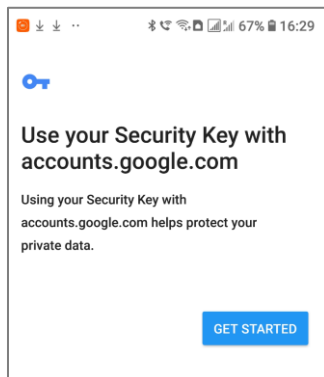 67% 16:29
Use your Security Key with
accounts.google.com
Using your Security Key with
accounts.google.com helps protect your
private data.
GET STARTED